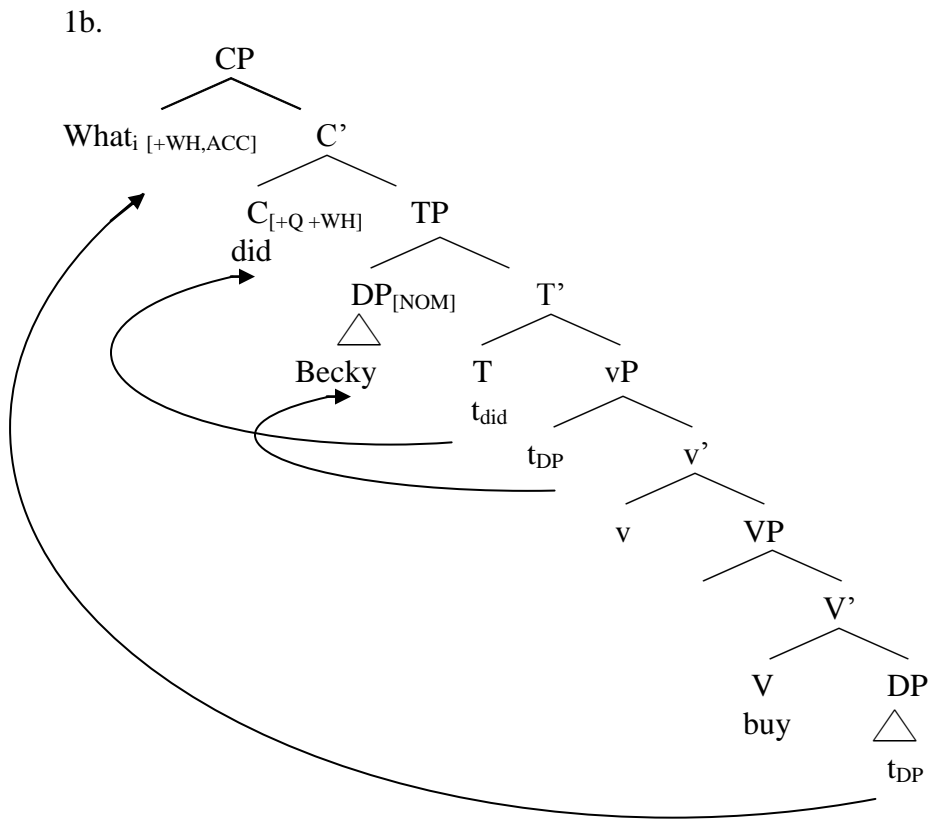 1b.
CP
What_i [+WH,ACC] C’
C[+Q +WH] TP
did
DP[NOM] T’
Becky T vP
t_did
t_DP v’
v VP
V’
V DP
buy
t_DP